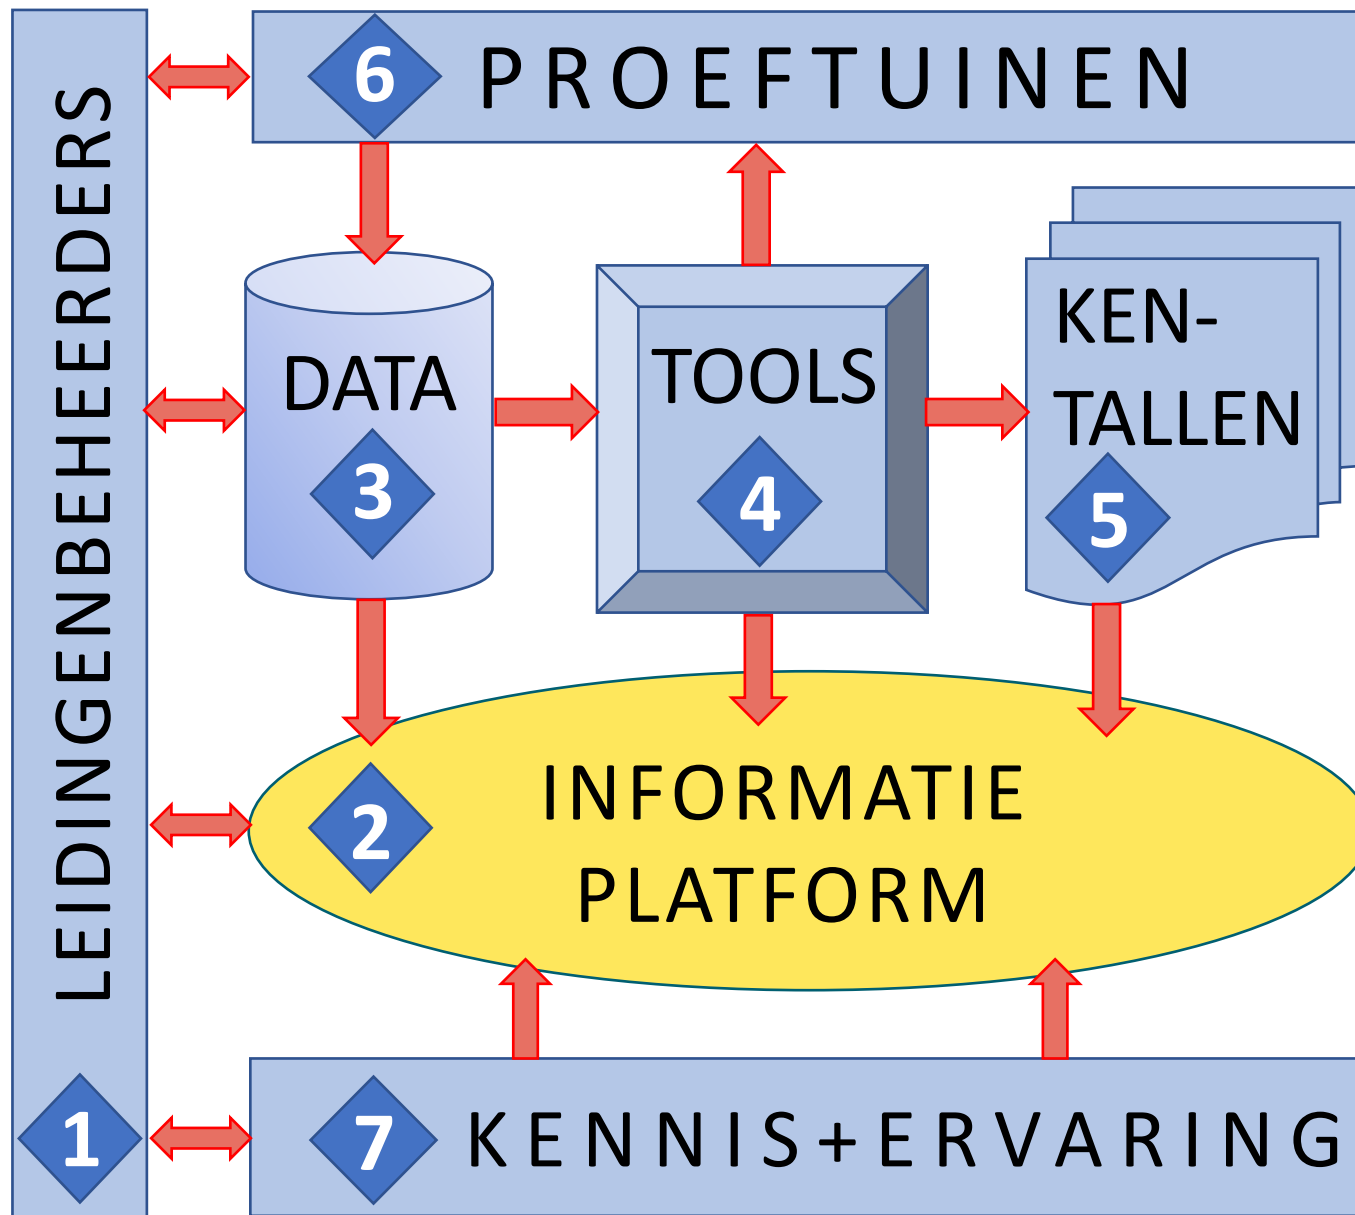 LEIDINGENBEHEERDERS
1
6 PROEFTUINEN
DATA
3
TOOLS
4
KEN-
TALLEN
5
2
INFORMATIE
PLATFORM
7 KENNIS+ERVARING